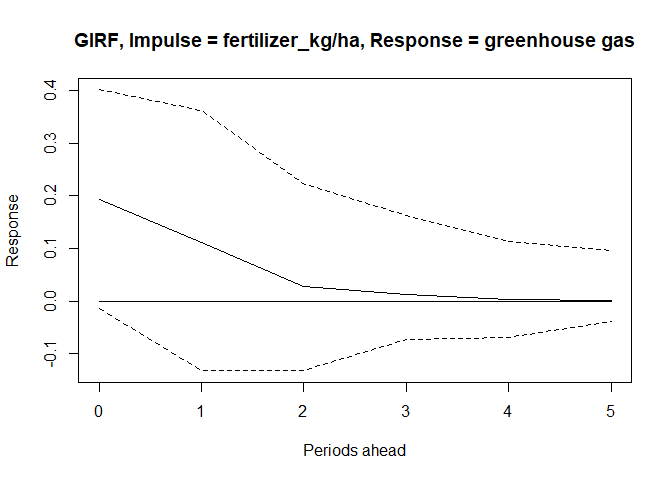 GIRF, Impulse = fertilizer_kg/ha, Response = greenhouse gas
0.4
0.3
0.2
0.1
0.0
-0.1
Response
0 1 2 3 4 5
Periods ahead